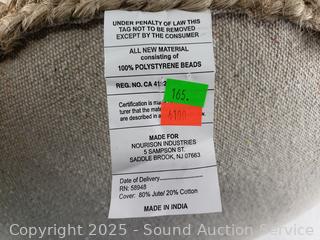 UNDER PENALTY OF LAW THIS
TAG NOT TO BE REMOVED
EXCEPT BY THE CONSUMER
ALL NEW MATERIAL
consisting of
100% POLYSTYRENE BEADS
REG. NO. CA 41
165.
6100
Certification is ma
turer that the mater
are described in a
MADE FOR
NOURISON INDUSTRIES
5 SAMPSON ST.
SADDLE BROOK, NJ 07663
Date of Delivery
RN: 58948
Cover: 80% Jute/ 20% Cotton
MADE IN INDIA
Copyright 2025 - Sound Auction Service